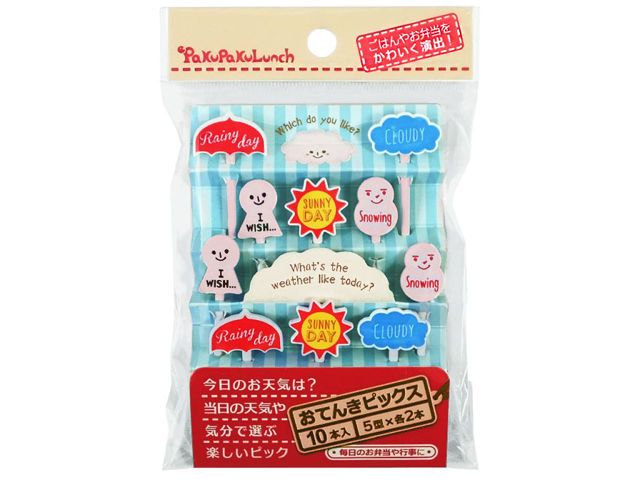 PaKuPaKuLunch
ごはんやお弁当を
かわいく演出！
Rainy
day
Which do you like?
CLOUDY
I
WISH...
SUNNY
DAY
Snowing
I
WISH...
What's the
weather like today?
Snowing
Rainy
day
SUNNY
DAY
CLOUDY
今日のお天気は？
当日の天気や
気分で選ぶ
楽しいピック
おてんきピックス
10本入
5型×各2本
毎日のお弁当や行事に